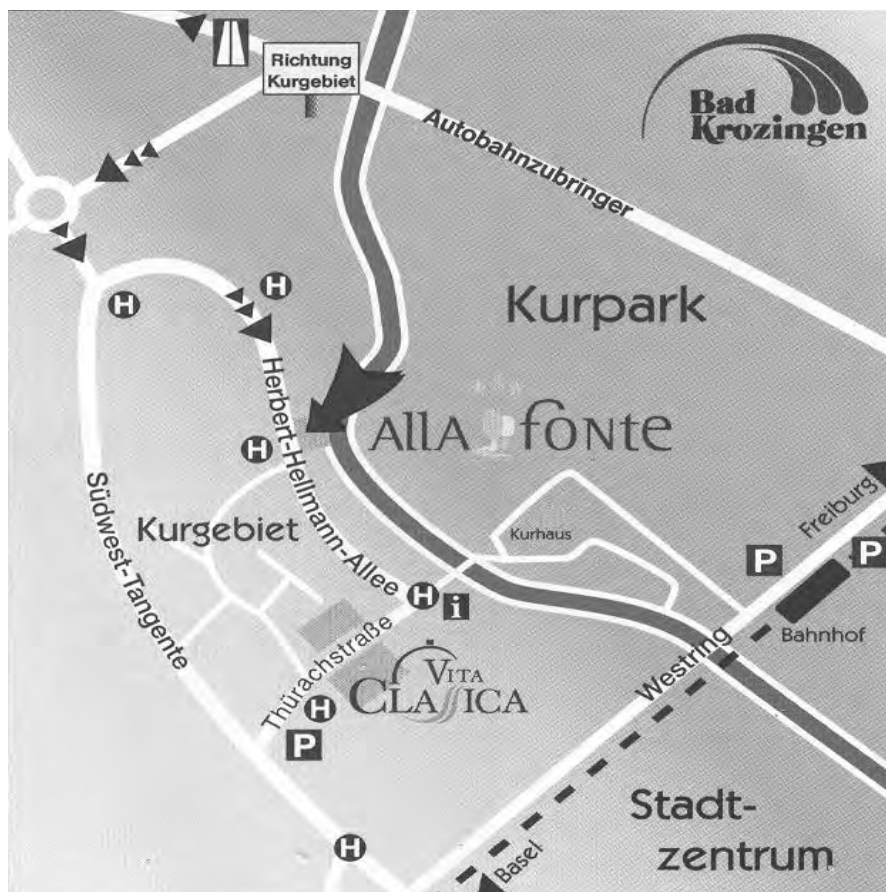 Richtung
Kurgebiet
Bad
Krozingen
Autobahnzubringer
H
H
Kurpark
Herbert-Hellmann-Allee
AllA fonte
H
Südwest-Tangente
Kurgebiet
Kurhaus
Freiburg
P
P
H
i
Bahnhof
Westring
Thürachstraße
VITA
CLASSICA
H
P
Stadt-
zentrum
H
Basel